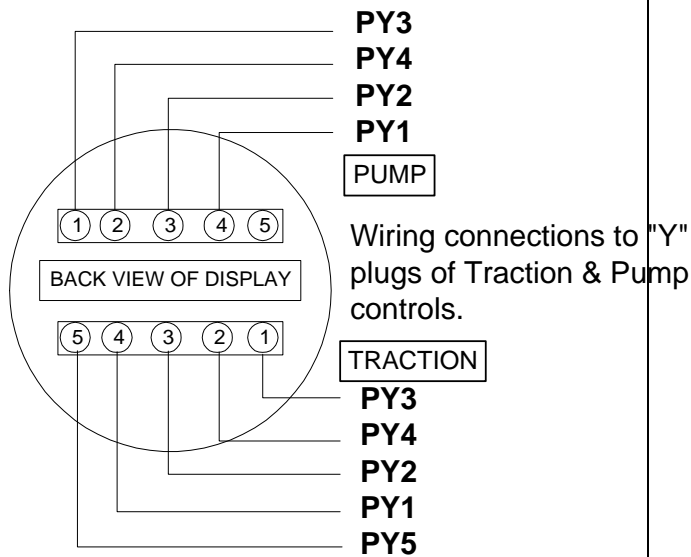 PY3
PY4
PY2
PY1
PUMP
1 2 3 4 5
BACK VIEW OF DISPLAY
Wiring connections to "Y"
plugs of Traction & Pump
controls.
5 4 3 2 1
TRACTION
PY3
PY4
PY2
PY1
PY5